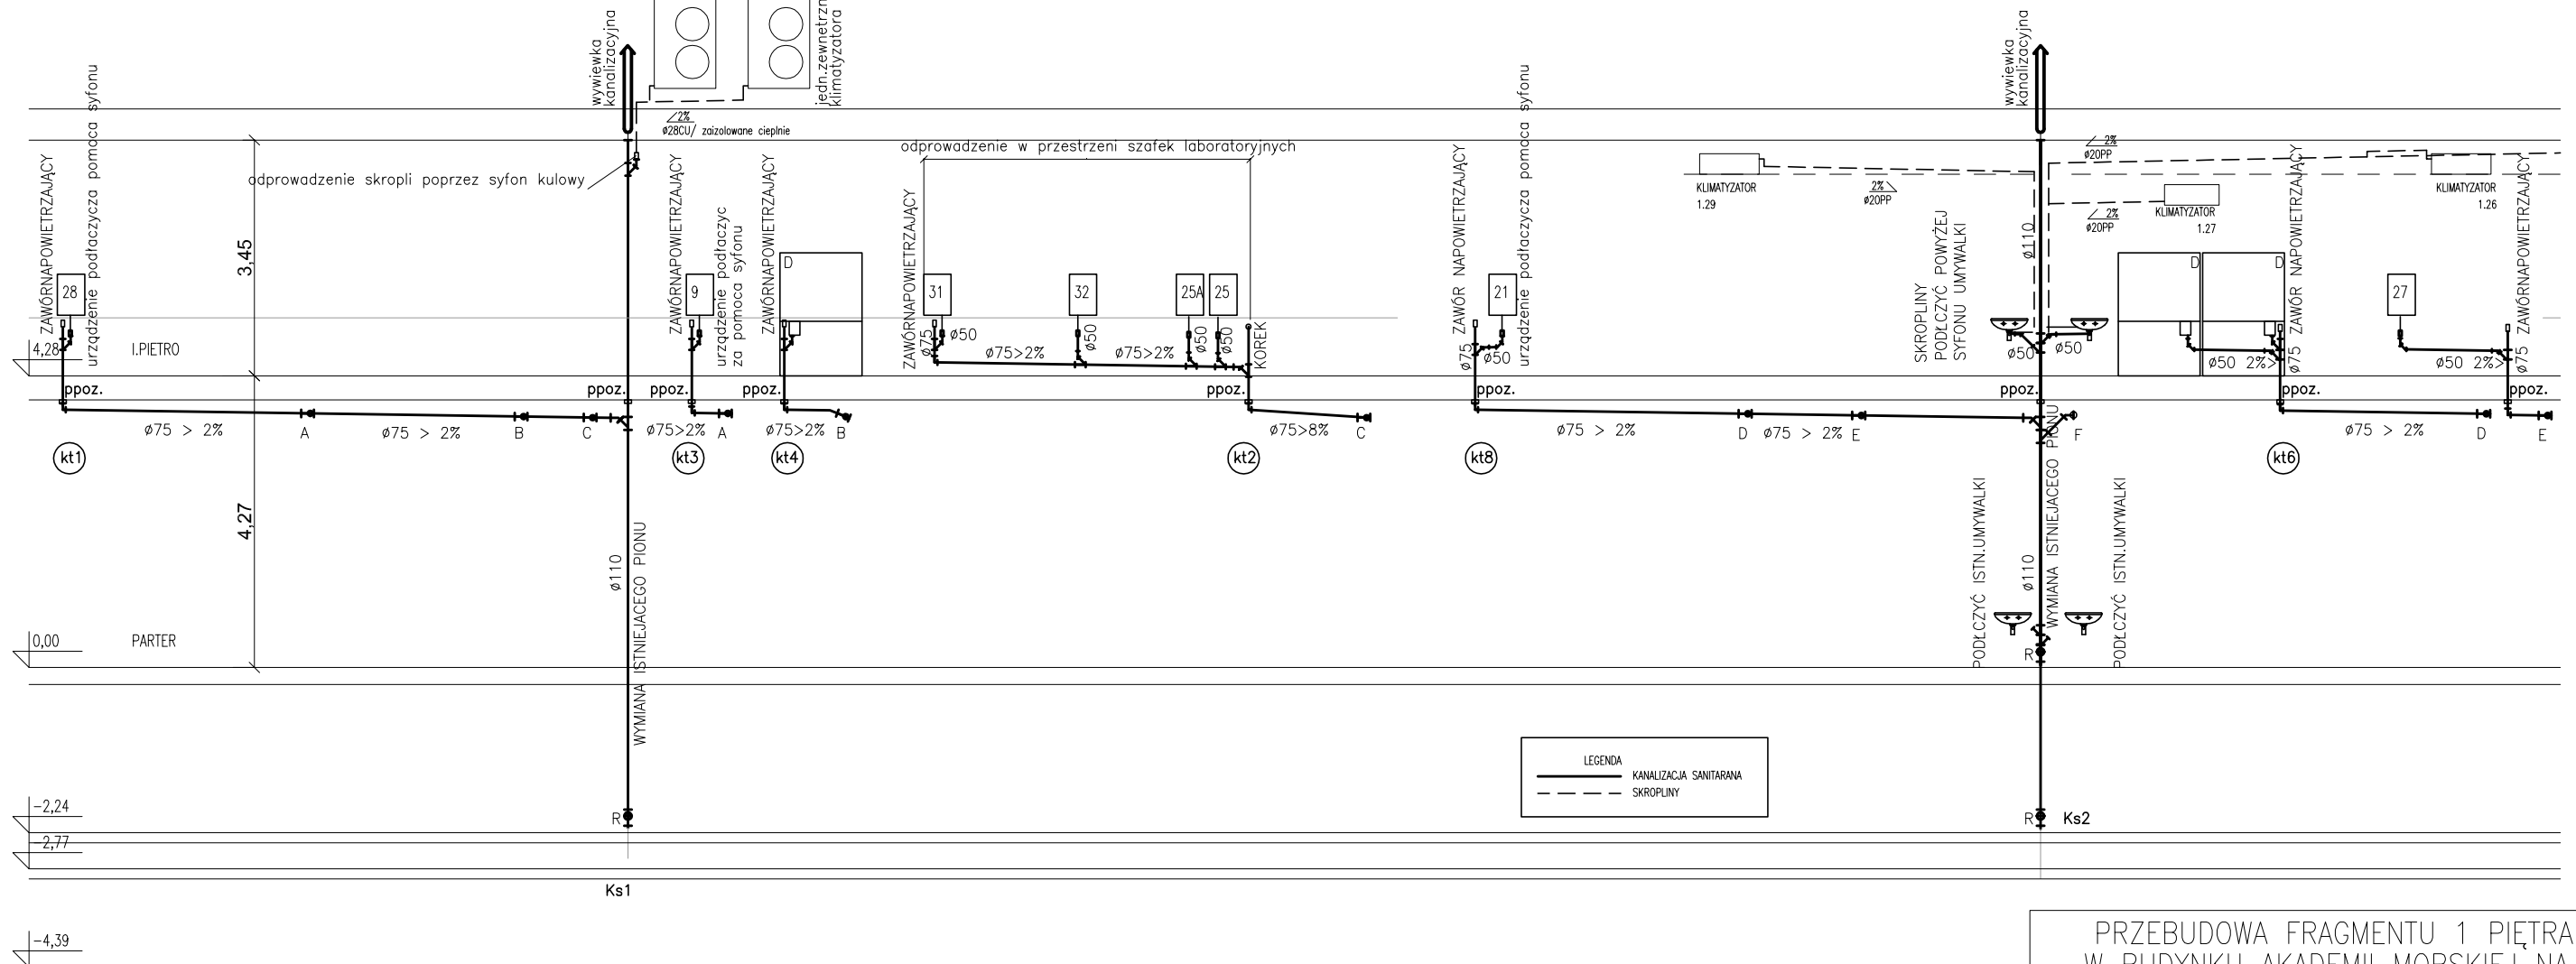 wywiewka
kanalizacyjna
jedn.zewnetrzn
klimatyzatora
wywiewka
kanalizacyjna
2%
ø28CU/ zaizolowane cieplnie
odprowadzenie w przestrzeni szafek laboratoryjnych
odprowadzenie skropli poprzez syfon kulowy
ZAWÓRNAPOWIETRZAJĄCY
urządzenie podłaczycza pomoca syfonu
28
3,45
ZAWÓRNAPOWIETRZAJĄCY
9
urządzenie podłaczyc
za pomoca syfonu
ZAWÓRNAPOWIETRZAJĄCY
D
ZAWÓRNAPOWIETRZAJĄCY
31
32
25A
25
ø75
ø50
ø50
ø50
ø50
KOREK
ø75>2%
ø75>2%
ZAWÓR NAPOWIETRZAJĄCY
21
urządzenie podłaczycza pomoca syfonu
ø75
ø50
KLIMATYZATOR
1.29
2%
ø20PP
2%
ø20PP
KLIMATYZATOR
1.26
2%
ø20PP
KLIMATYZATOR
1.27
SKROPLINY
PODŁCZYĆ POWYŻEJ
SYFONU UMYWALKI
ø110
ø50
ø50
D
D
ZAWÓR NAPOWIETRZAJĄCY
ø75
ø50 2%>
27
ø50 2%>
ZAWÓRNAPOWIETRZAJĄCY
ø75
4,28
I.PIETRO
ppoz.
ppoz.
ppoz.
ppoz.
ppoz.
ppoz.
ppoz.
ppoz.
ppoz.
ø75 > 2%
A
ø75 > 2%
B
C
ø75>2%
A
ø75>2%
B
ø75>8%
C
ø75 > 2%
D
ø75 > 2%
E
F
ø75 > 2%
D
E
kt1
kt3
kt4
kt2
kt8
kt6
4,27
ø110
WYMIANA ISTNIEJACEGO PIONU
PODŁCZYĆ ISTN.UMYWALKI
ø110
WYMIANA ISTNIEJACEGO PIONU
PODŁCZYĆ ISTN.UMYWALKI
0,00
PARTER
R
LEGENDA
KANALIZACJA SANITARANA
SKROPLINY
-2,24
R
R
Ks2
-2,77
Ks1
-4,39
PRZEBUDOWA FRAGMENTU 1 PIĘTRA
W BUDYNKU AKADEMII MORSKIEJ NA